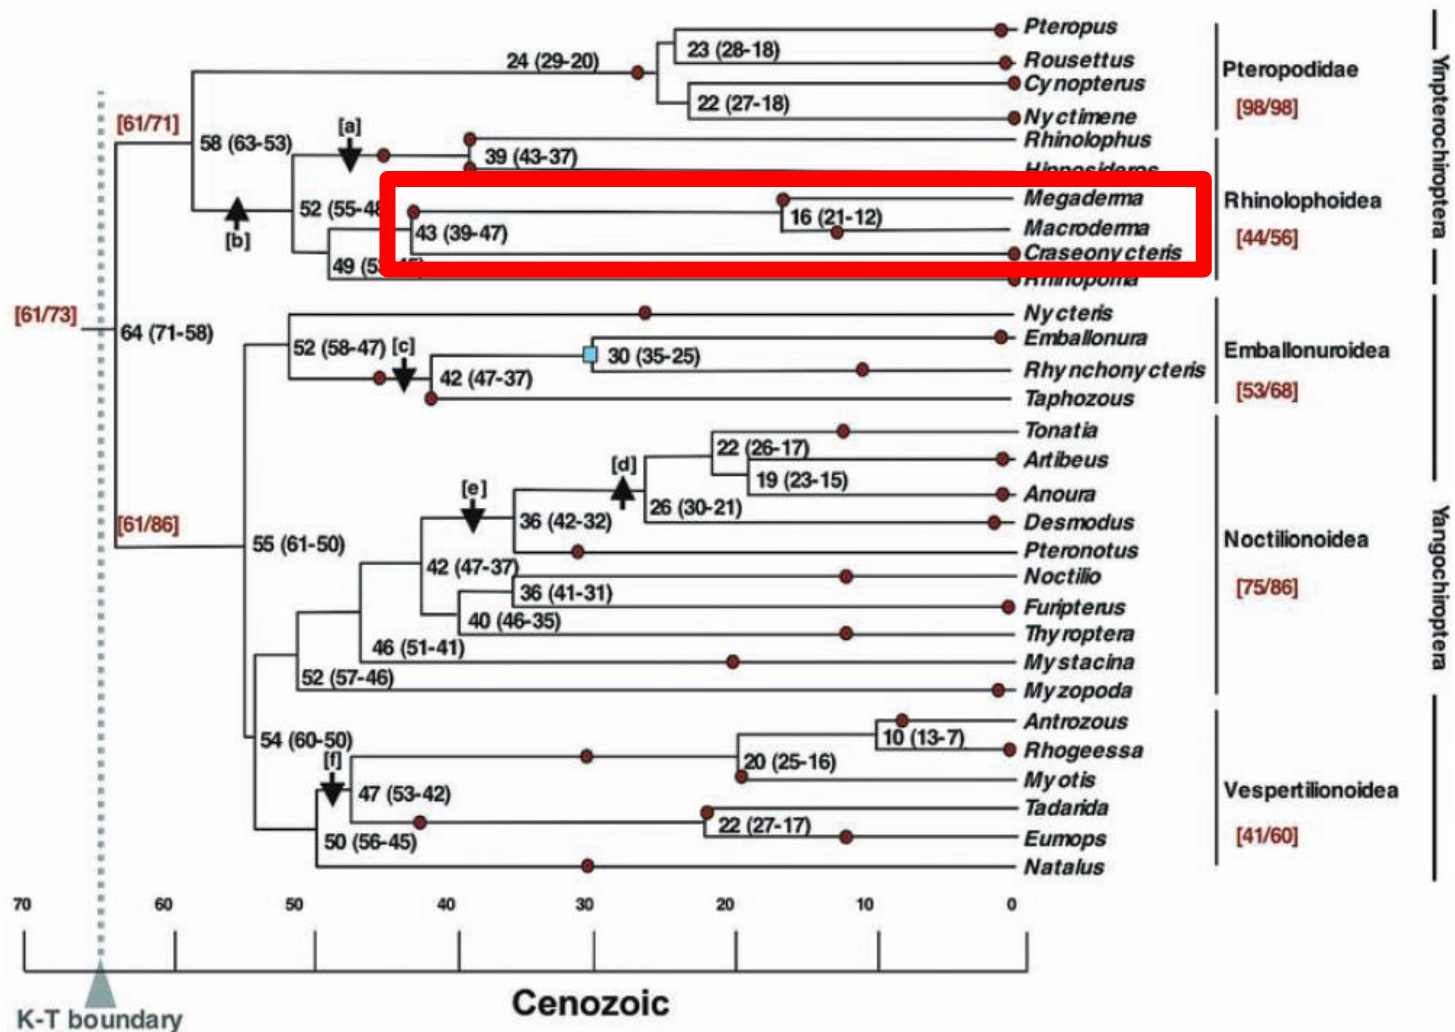 Pteropus
23 (28-18)
24 (29-20)
Rousettus
Pteropodidae
Cynopterus
22 (27-18)
[98/98]
Nyctimene
[61/71]
58 (63-53)
[a]
Rhinolophus
39 (43-37)
Hipposideros
Megaderma
52 (55-48
16 (21-12)
Rhinolophoidea
Macroderma
43 (39-47)
[b]
[44/56]
Craseonycteris
49
Rhinopoma
Yinpterochiroptera
[61/73]
64 (71-58)
Nycteris
52 (58-47)
[c]
Emballonura
30 (35-25)
Emballonuroidea
Rhynchonycteris
42 (47-37)
[53/68]
Taphozous
Tonatia
22 (26-17)
Artibeus
[d]
19 (23-15)
[e]
Anoura
26 (30-21)
36 (42-32)
Desmodus
[61/86]
55 (61-50)
Noctilionoidea
Pteronotus
42 (47-37)
Noctilio
36 (41-31)
[75/86]
Furipterus
40 (46-35)
Thyroptera
46 (51-41)
Mystacina
52 (57-46)
Myzopoda
Yangochiroptera
Antrozous
10 (13-7)
54 (60-50)
Rhogeessa
[f]
20 (25-16)
Myotis
47 (53-42)
Vespertilionoidea
Tadarida
22 (27-17)
Eumops
[41/60]
50 (56-45)
Natalus
70 60 50 40 30 20 10 0
Cenozoic
K-T boundary